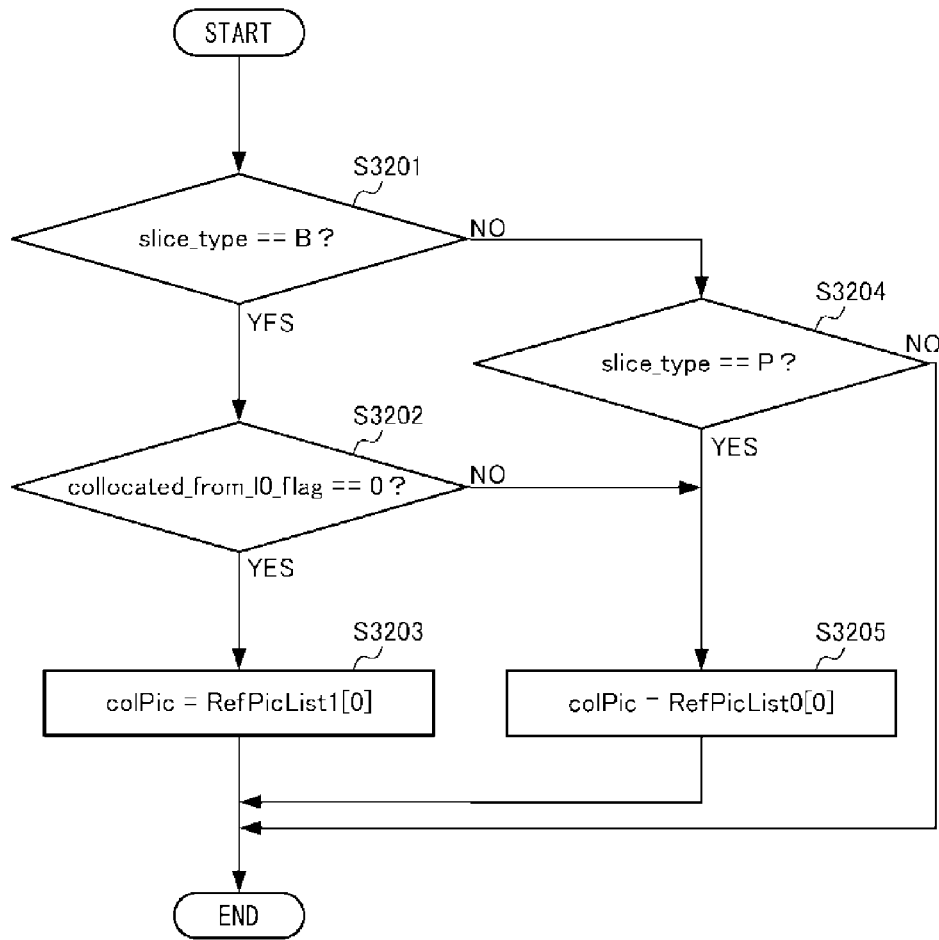 START
S3201
slice_type == B ?
NO
YFS
S3204
slice_type == P ?
NO
YES
S3202
collocated_from_l0_flag == 0 ?
NO
YES
S3203
colPic = RefPicList1[0]
S3205
colPic = RefPicList0[0]
END